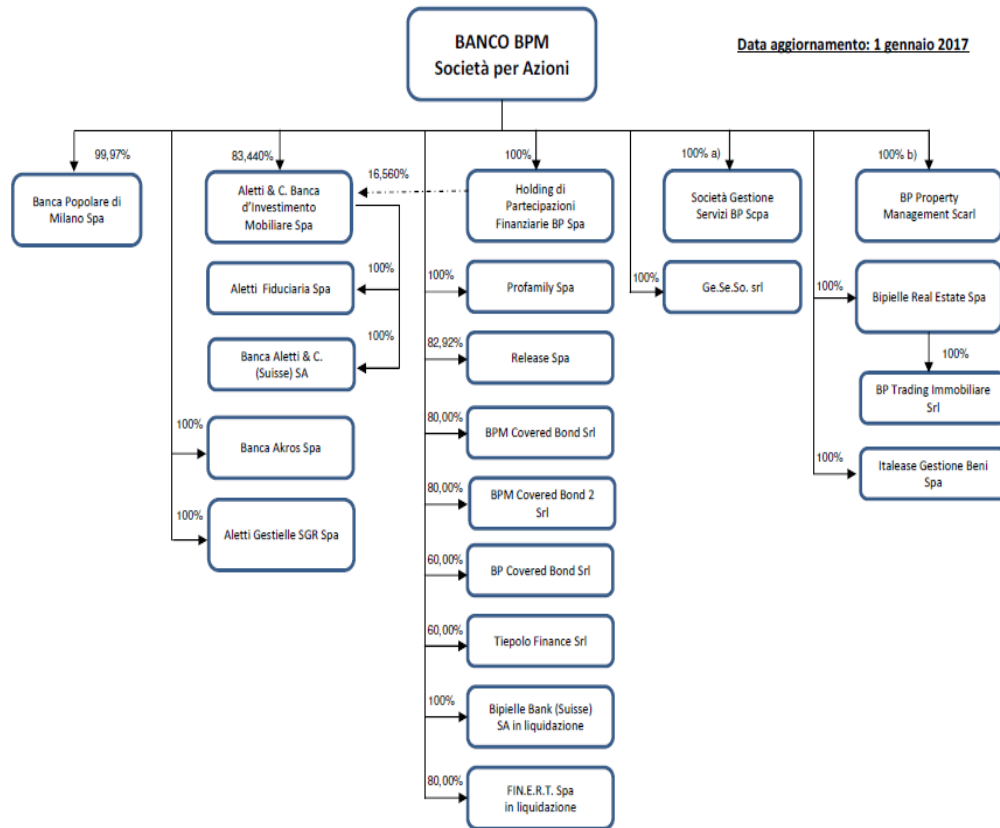 BANCO BPM
Società per Azioni
Data aggiornamento: 1 gennaio 2017
99,97%
Banca Popolare di
Milano Spa
83,440%
Aletti & C. Banca
d'Investimento
Mobiliare Spa
16,560%
100%
Holding di
Partecipazioni
Finanziarie BP Spa
100% a)
Società Gestione
Servizi BP Scpa
100% b)
BP Property
Management Scarl
100%
Aletti Fiduciaria Spa
100%
Profamily Spa
100%
Ge.Se.So. srl
100%
Bipielle Real Estate Spa
100%
Banca Aletti & C.
(Suisse) SA
82,92%
Release Spa
100%
BP Trading Immobiliare
Srl
100%
Banca Akros Spa
80,00%
BPM Covered Bond Srl
100%
Italease Gestione Beni
Spa
100%
Aletti Gestielle SGR Spa
80,00%
BPM Covered Bond 2
Srl
60,00%
BP Covered Bond Srl
60,00%
Tiepolo Finance Srl
100%
Bipielle Bank (Suisse)
SA in liquidazione
80,00%
FIN.E.R.T. Spa
in liquidazione